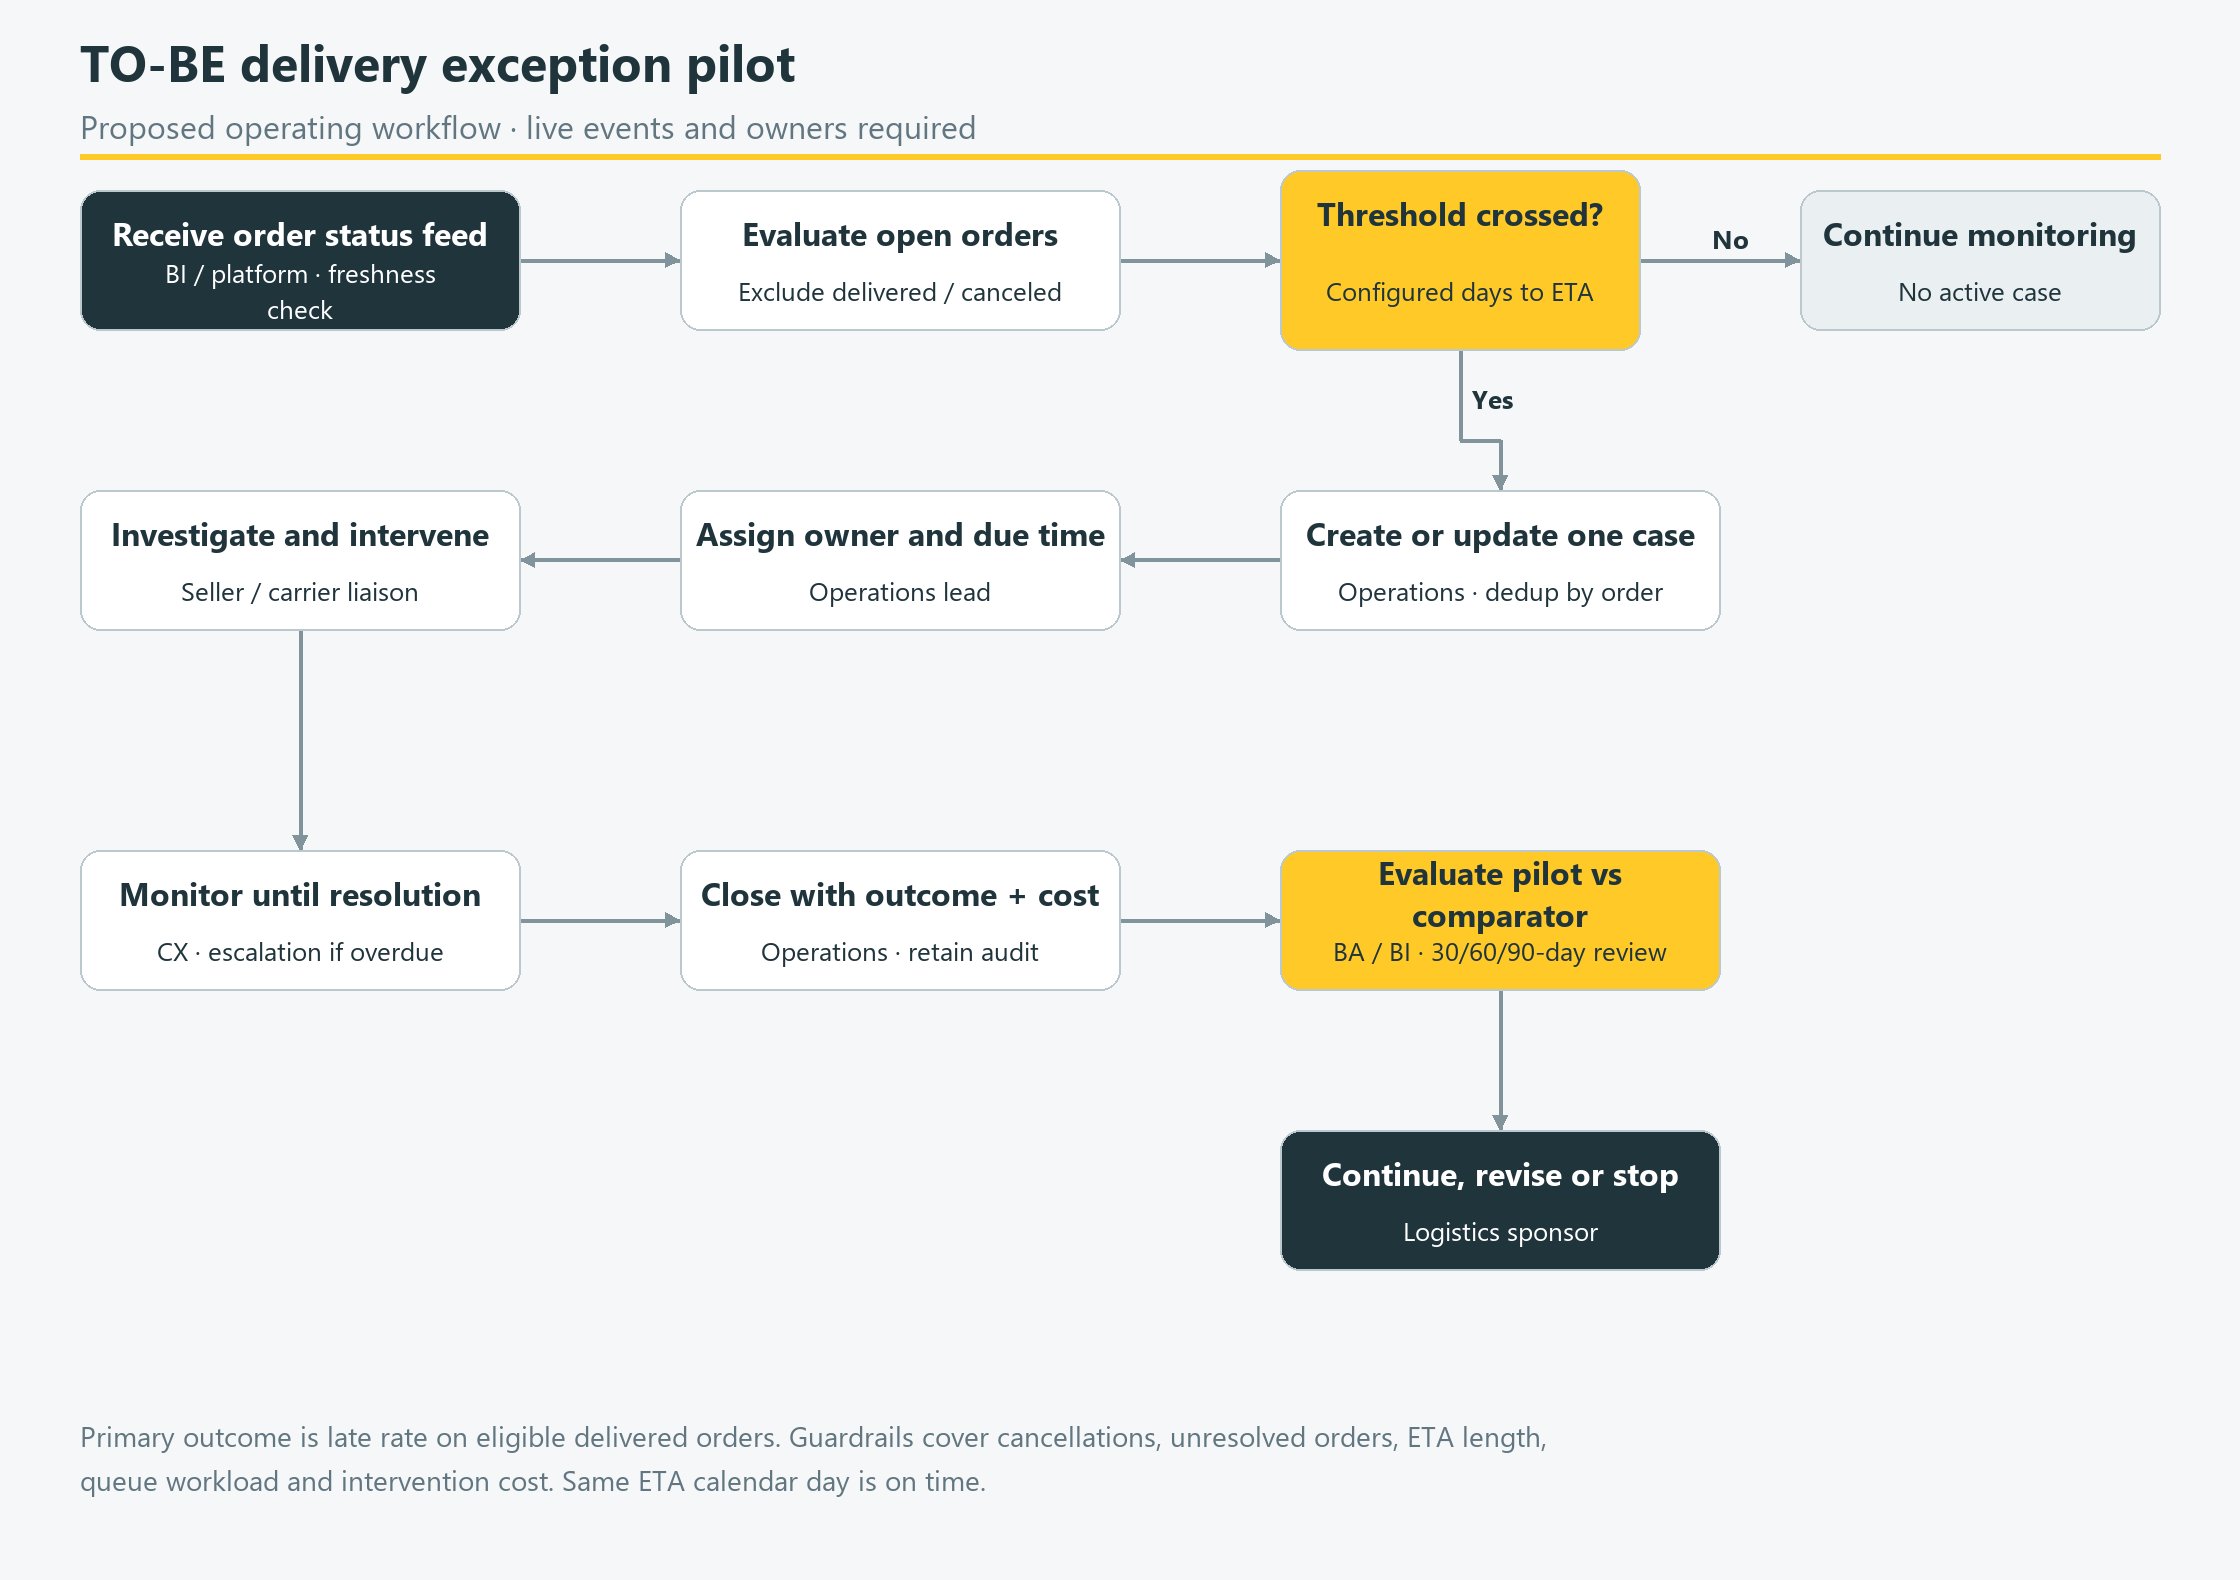 TO-BE delivery exception pilot
Proposed operating workflow · live events and owners required
Receive order status feed
BI / platform · freshness
check
Evaluate open orders
Exclude delivered / canceled
Threshold crossed?
Configured days to ETA
No
Continue monitoring
No active case
Yes
Create or update one case
Operations · dedup by order
Assign owner and due time
Operations lead
Investigate and intervene
Seller / carrier liaison
Monitor until resolution
CX · escalation if overdue
Close with outcome + cost
Operations · retain audit
Evaluate pilot vs
comparator
BA / BI · 30/60/90-day review
Continue, revise or stop
Logistics sponsor
Primary outcome is late rate on eligible delivered orders. Guardrails cover cancellations, unresolved orders, ETA length,
queue workload and intervention cost. Same ETA calendar day is on time.